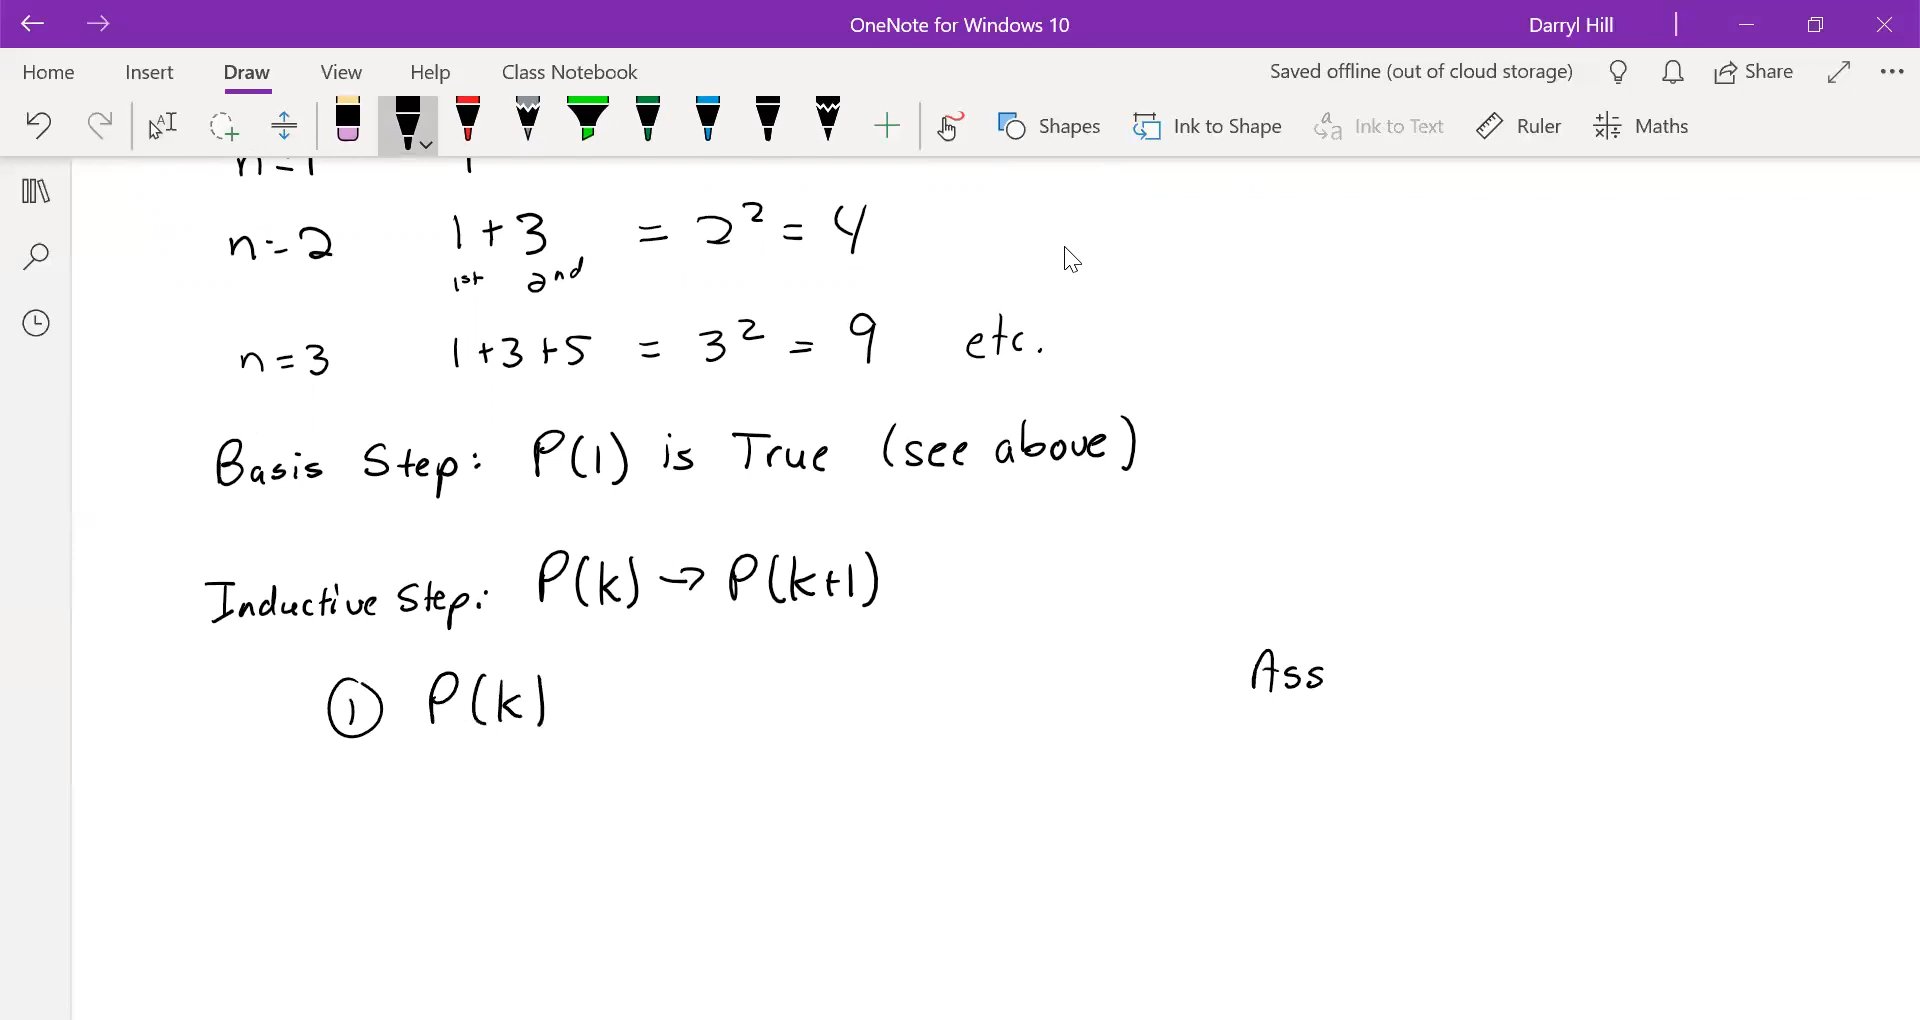 OneNote for Windows 10
Darryl Hill
Home Insert Draw View Help Class Notebook
Saved offline (out of cloud storage) Share
Shapes Ink to Shape Ink to Text Ruler Maths
n=1 1
n=2 1+3 = 2² = 4
1st 2nd
n=3 1+3+5 = 3² = 9 etc.
Basis Step: P(1) is True (see above)
Inductive Step: P(k) → P(k+1)
① P(k) Ass